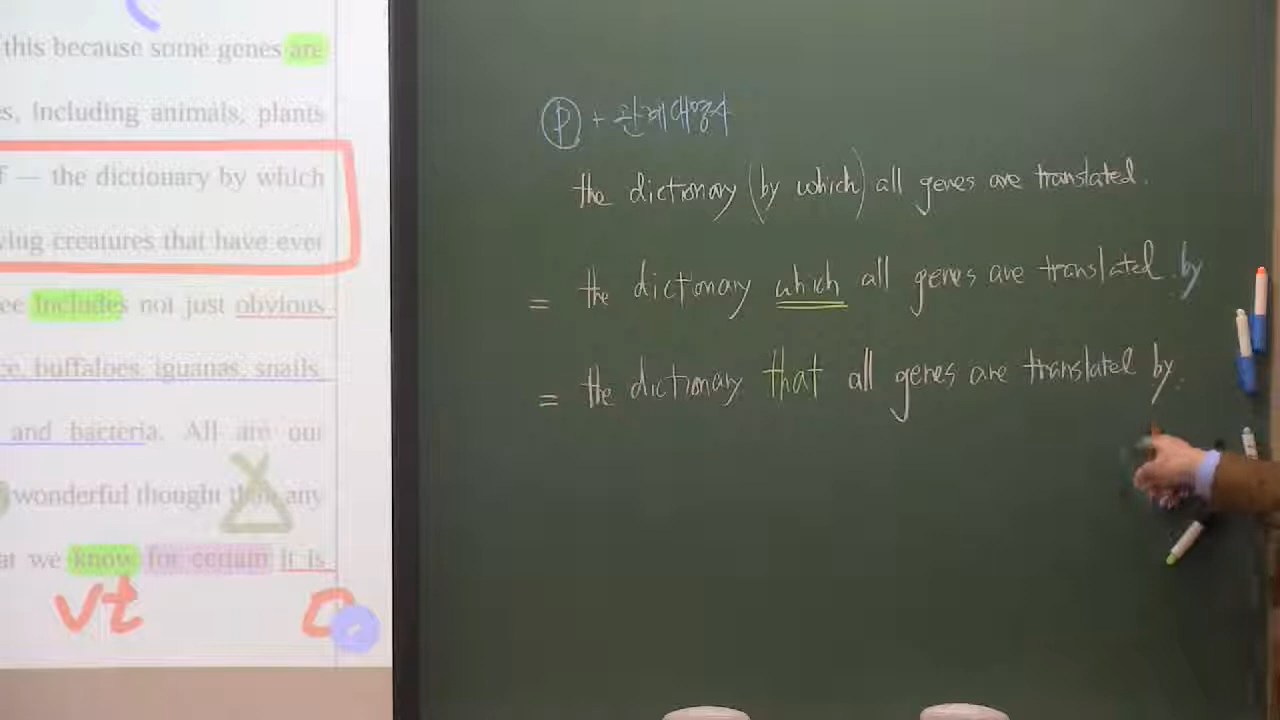 this because some genes are
s, including animals, plants
f — the dictionary by which
ving creatures that have ever
ee includes not just obvious
ce, buffaloes, iguanas, snails,
and bacteria. All are our
wonderful thought than any
at we know for certain it is
vt
O
P + 관계대명사
the dictionary (by which) all genes are translated.
= the dictionary which all genes are translated by
= the dictionary that all genes are translated by.